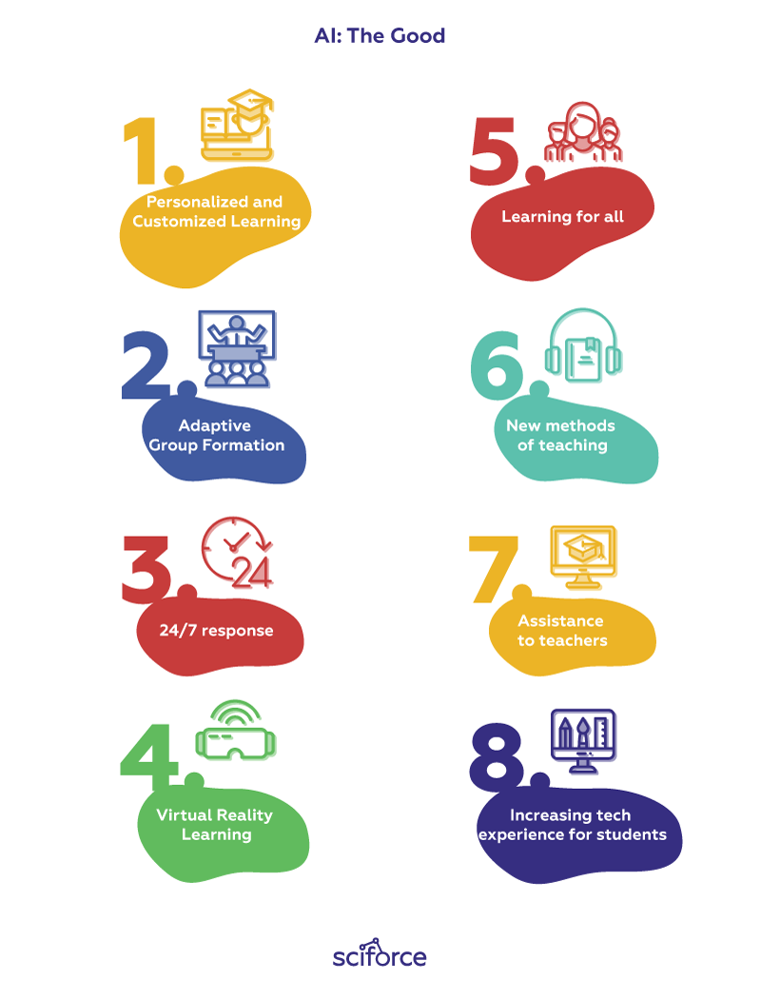 AI: The Good
1.
Personalized and
Customized Learning
2.
Adaptive
Group Formation
3.
24
24/7 response
4.
Virtual Reality
Learning
5.
Learning for all
6.
New methods
of teaching
7.
Assistance
to teachers
8.
Increasing tech
experience for students
sciforce